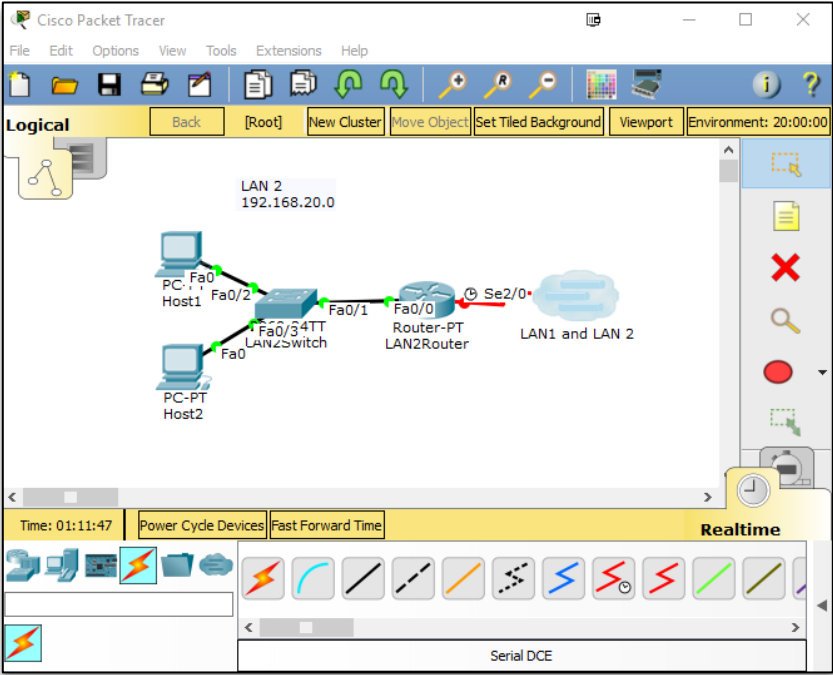 Cisco Packet Tracer
File Edit Options View Tools Extensions Help
Logical Back [Root] New Cluster Move Object Set Tiled Background Viewport Environment: 20:00:00
LAN 2
192.168.20.0
Fa0
Host1
Fa0/2
Fa0/3
LAN2Switch
Fa0/1
Fa0/0
Router-PT
LAN2Router
Se2/0
LAN1 and LAN 2
Fa0
PC-PT
Host2
Time: 01:11:47 Power Cycle Devices Fast Forward Time Realtime
Serial DCE